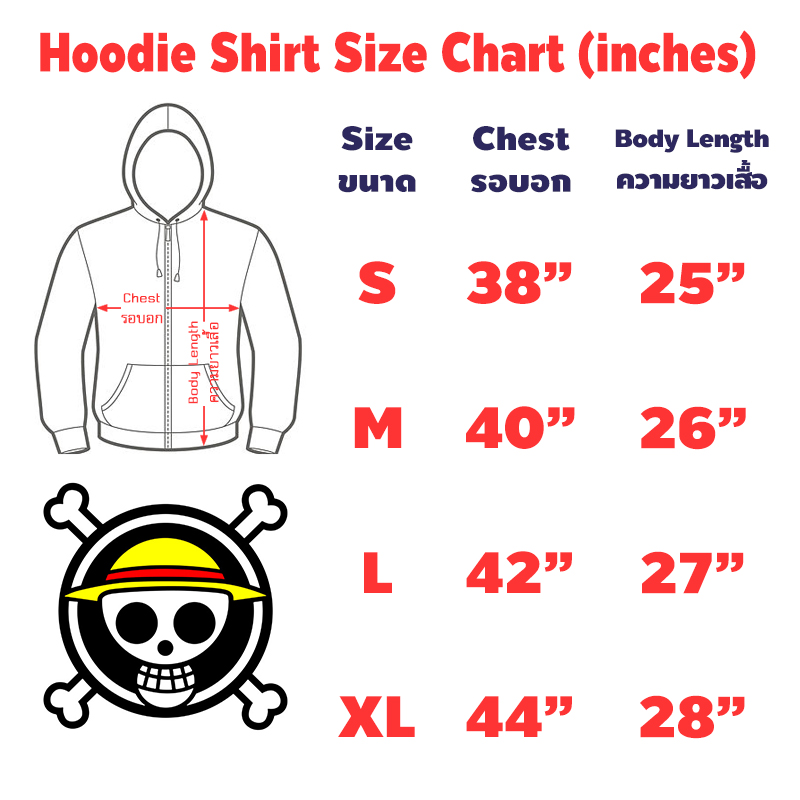 Hoodie Shirt Size Chart (inches)
Size Chest Body Length
ขนาด รอบอก ความยาวเสื้อ
S 38” 25”
Chest
รอบอก
Body Length
ความยาวเสื้อ
M 40” 26”
L 42” 27”
XL 44” 28”